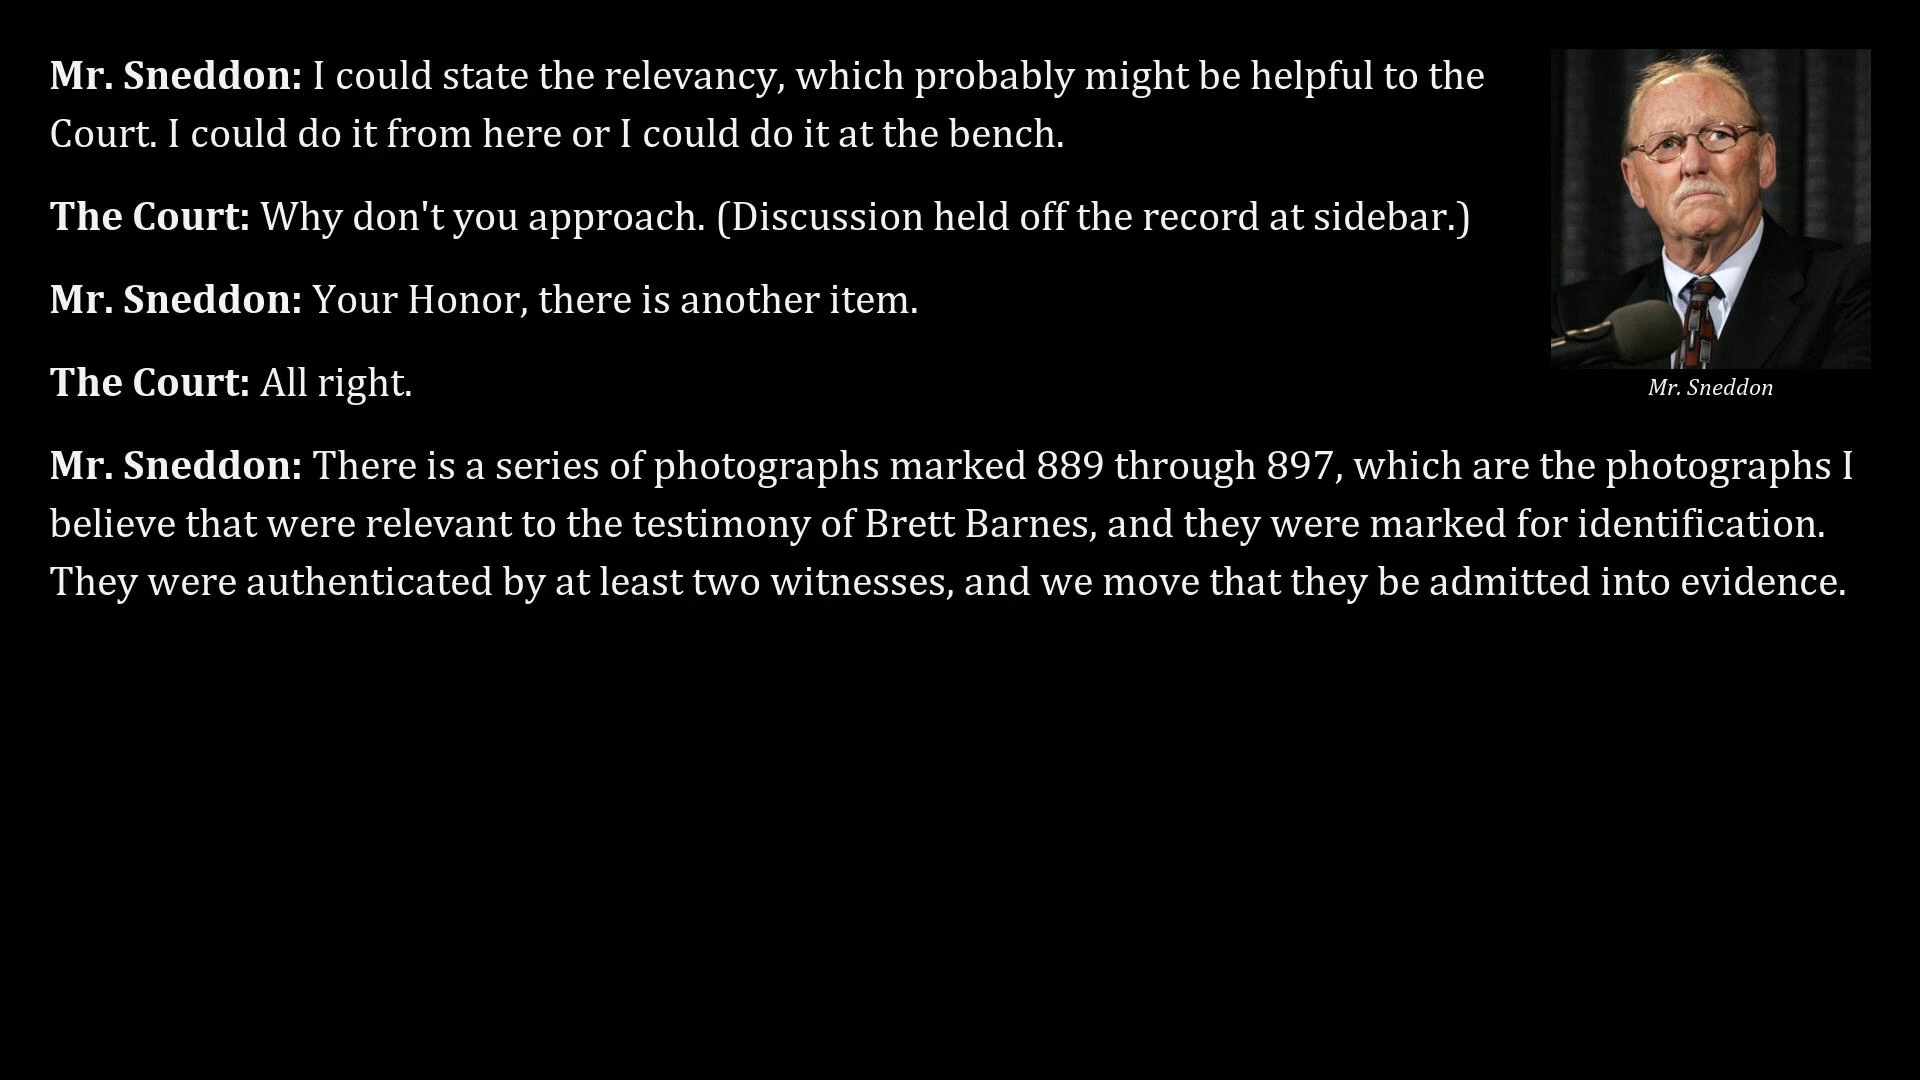 Mr. Sneddon: I could state the relevancy, which probably might be helpful to the
Court. I could do it from here or I could do it at the bench.
The Court: Why don't you approach. (Discussion held off the record at sidebar.)
Mr. Sneddon: Your Honor, there is another item.
The Court: All right.
Mr. Sneddon
Mr. Sneddon: There is a series of photographs marked 889 through 897, which are the photographs I
believe that were relevant to the testimony of Brett Barnes, and they were marked for identification.
They were authenticated by at least two witnesses, and we move that they be admitted into evidence.